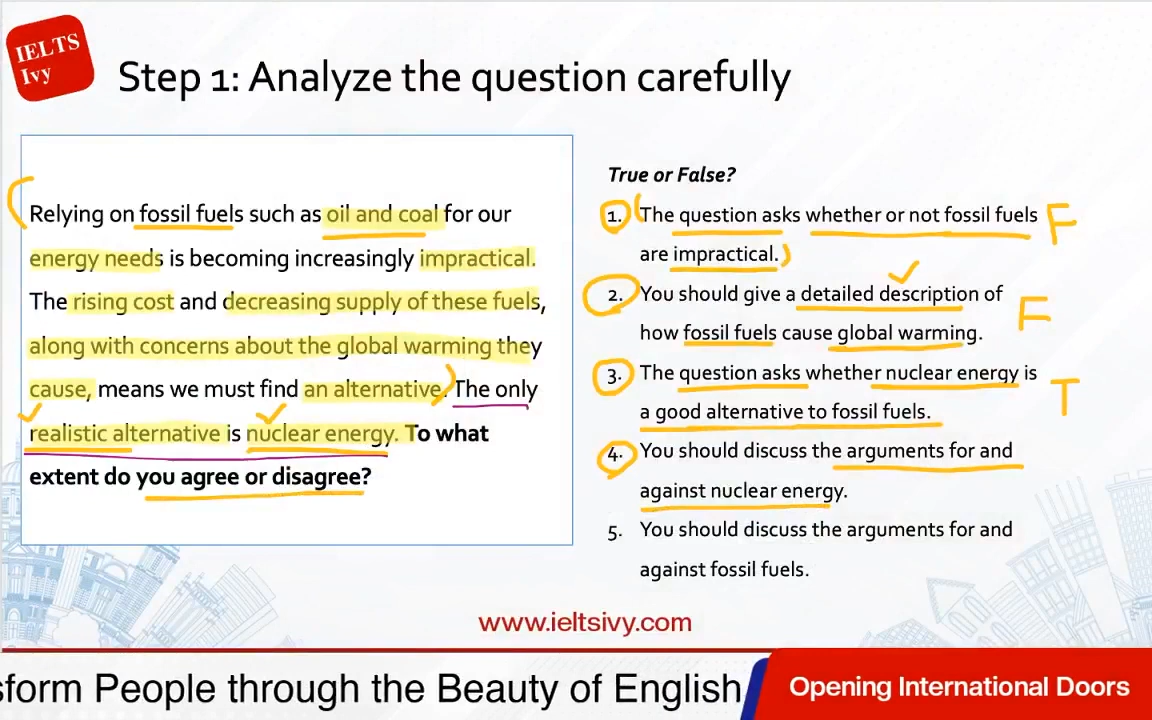 IELTS
Ivy
Step 1: Analyze the question carefully
Relying on fossil fuels such as oil and coal for our
energy needs is becoming increasingly impractical.
The rising cost and decreasing supply of these fuels,
along with concerns about the global warming they
cause, means we must find an alternative. The only
realistic alternative is nuclear energy. To what
extent do you agree or disagree?
True or False?
1. The question asks whether or not fossil fuels F
are impractical.
2. You should give a detailed description of
how fossil fuels cause global warming. F
3. The question asks whether nuclear energy is
a good alternative to fossil fuels. T
4. You should discuss the arguments for and
against nuclear energy.
5. You should discuss the arguments for and
against fossil fuels.
www.ieltsivy.com
sform People through the Beauty of English
Opening International Doors